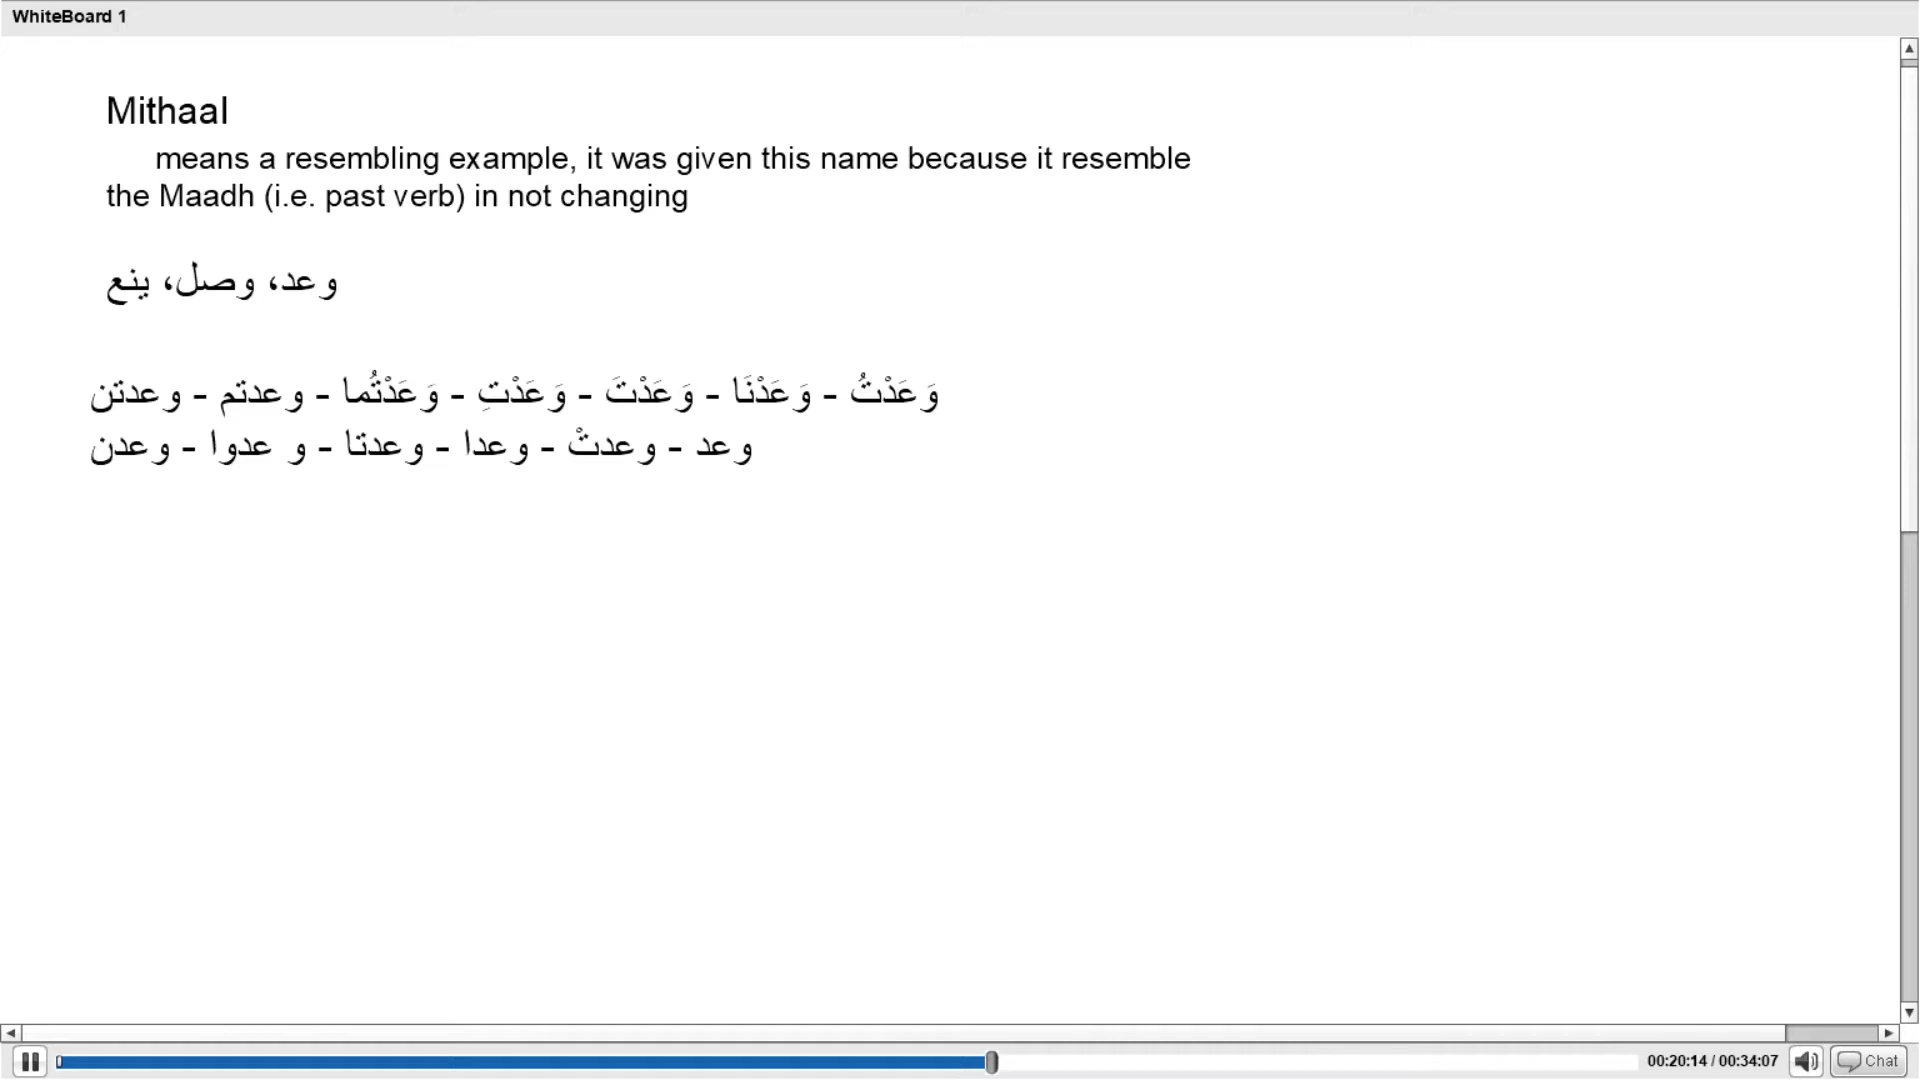 WhiteBoard 1
Mithaal
means a resembling example, it was given this name because it resemble
the Maadh (i.e. past verb) in not changing
وعد، وصل، ينع
وَعَدْتُ - وَعَدْنَا - وَعَدْتَ - وَعَدْتِ - وَعَدْتُما - وعدتم - وعدتن
وعد - وعدتْ - وعدا - وعدتا - و عدوا - وعدن
00:20:14 / 00:34:07
Chat